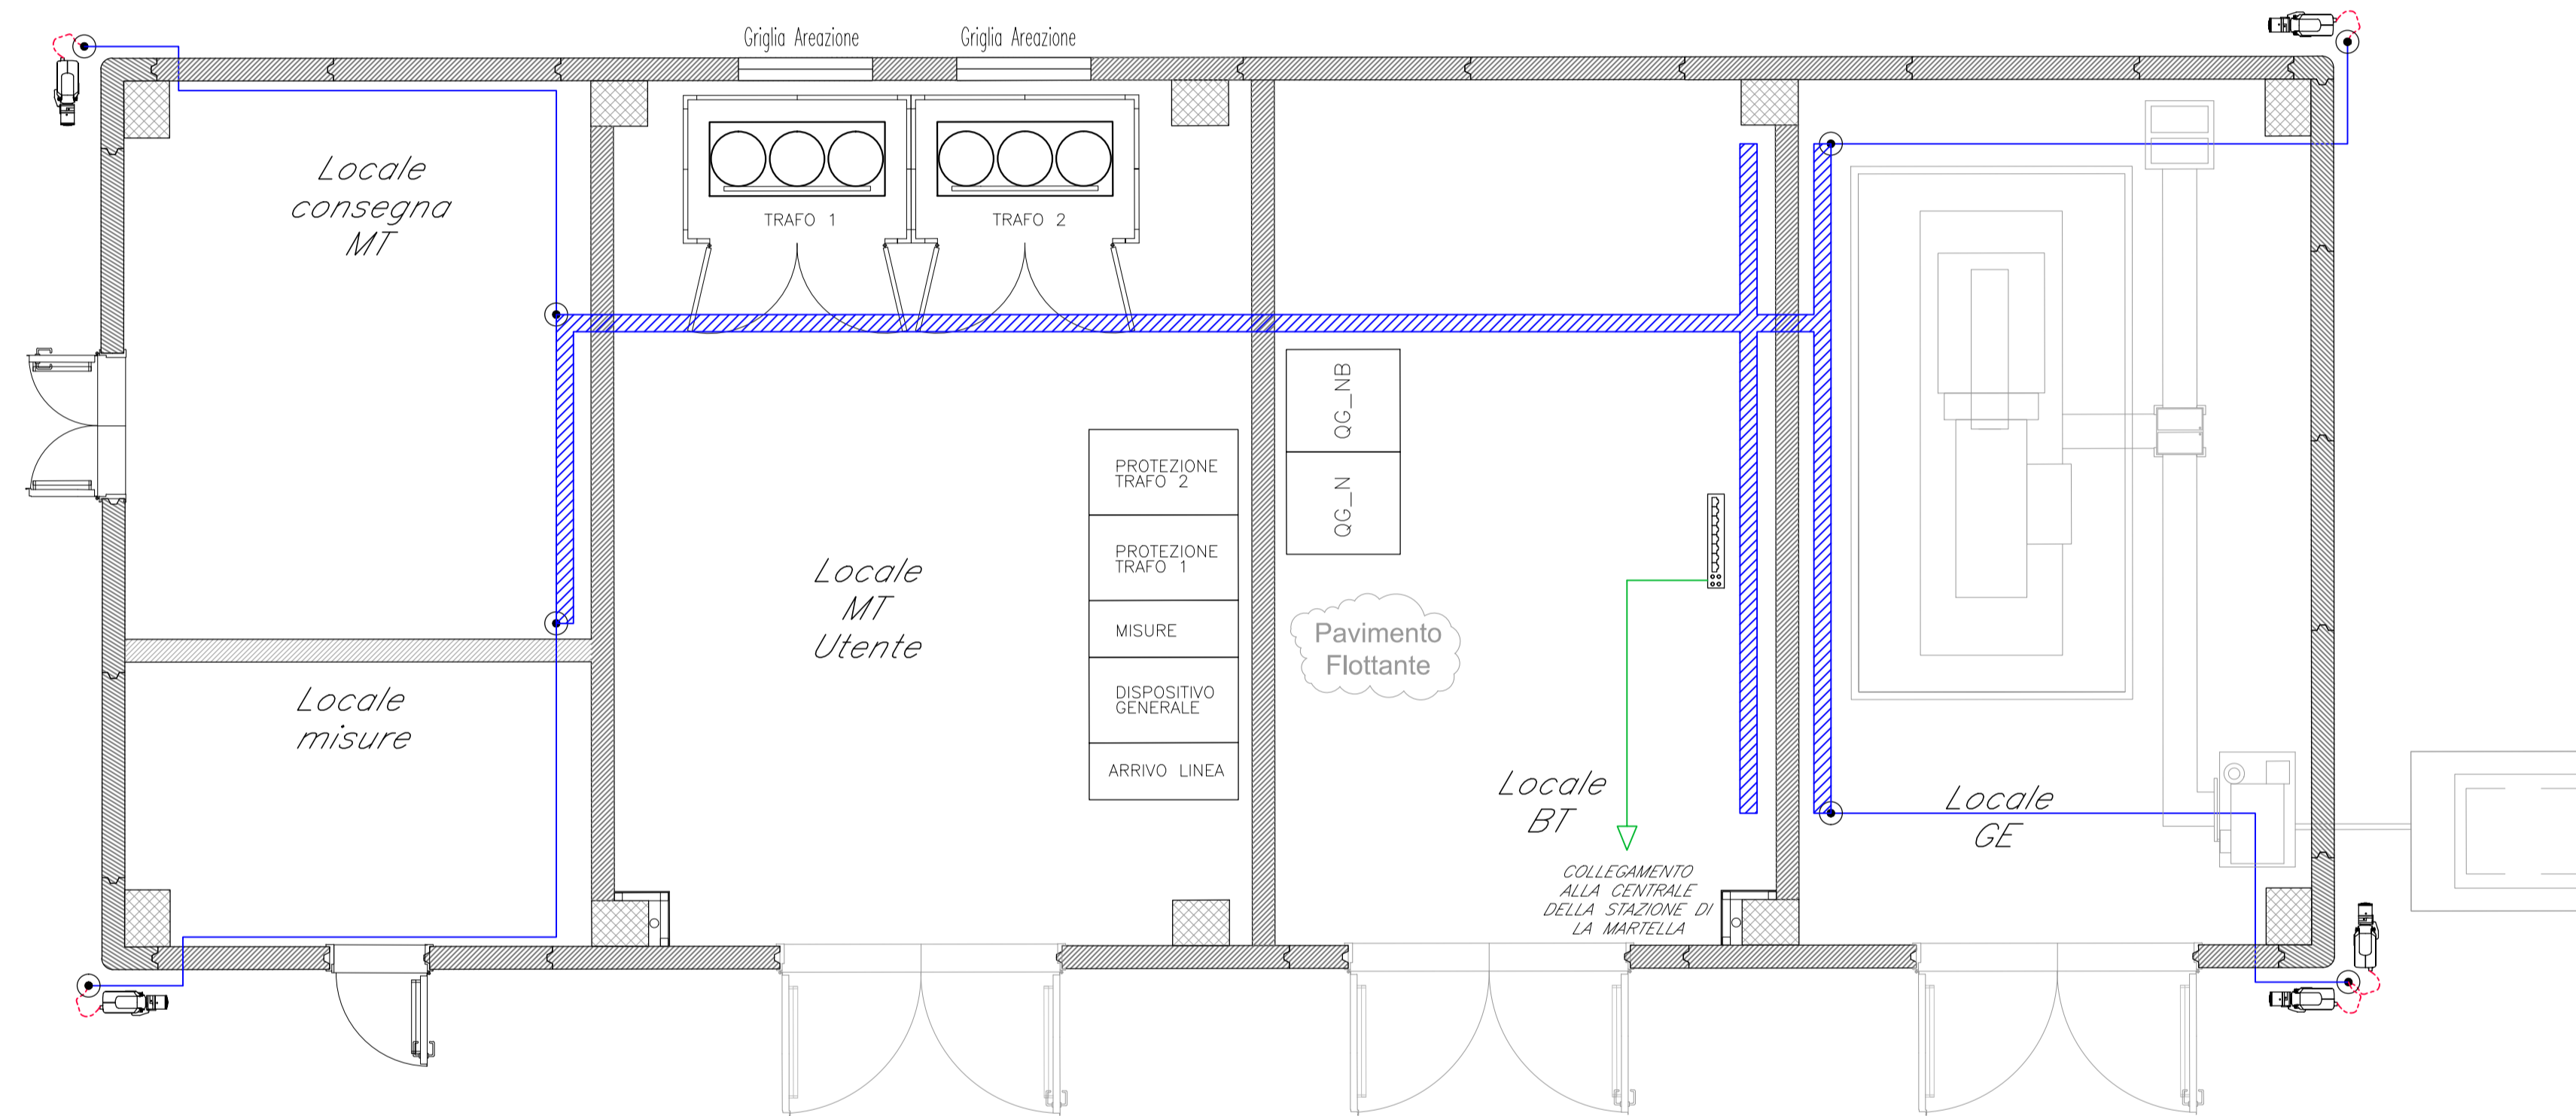 Griglia Areazione
Griglia Areazione
Locale
consegna
MT
TRAFO 1
TRAFO 2
QG_NB
QG_N
PROTEZIONE
TRAFO 2
PROTEZIONE
TRAFO 1
MISURE
DISPOSITIVO
GENERALE
ARRIVO LINEA
Locale
MT
Utente
Pavimento
Flottante
Locale
misure
Locale
BT
Locale
GE
COLLEGAMENTO
ALLA CENTRALE
DELLA STAZIONE DI
LA MARTELLA